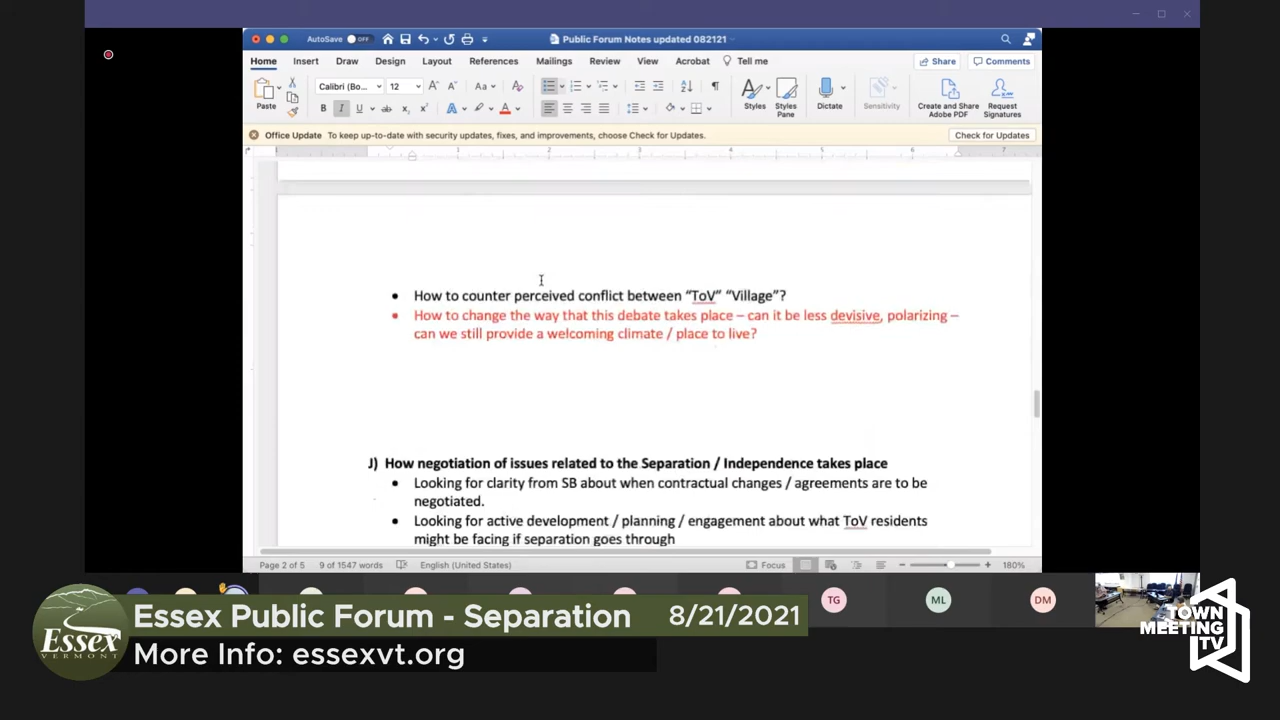 AutoSave OFF
Public Forum Notes updated 082121
Home Insert Draw Design Layout References Mailings Review View Acrobat Tell me
Share Comments
Paste
Calibri (Bo... 12
Styles
Styles Pane
Dictate
Sensitivity
Create and Share Adobe PDF
Request Signatures
Office Update To keep up-to-date with security updates, fixes, and improvements, choose Check for Updates.
Check for Updates
1 1 2 3 4 5 6 7
• How to counter perceived conflict between “ToV” “Village”?
• How to change the way that this debate takes place – can it be less devisive, polarizing –
can we still provide a welcoming climate / place to live?
J) How negotiation of issues related to the Separation / Independence takes place
• Looking for clarity from SB about when contractual changes / agreements are to be
negotiated.
• Looking for active development / planning / engagement about what ToV residents
might be facing if separation goes through
Page 2 of 5 9 of 1547 words English (United States) Focus 180%
TG ML DM
Essex Public Forum - Separation 8/21/2021
More Info: essexvt.org
Essex
VERMONT
TOWN
MEETING
TV